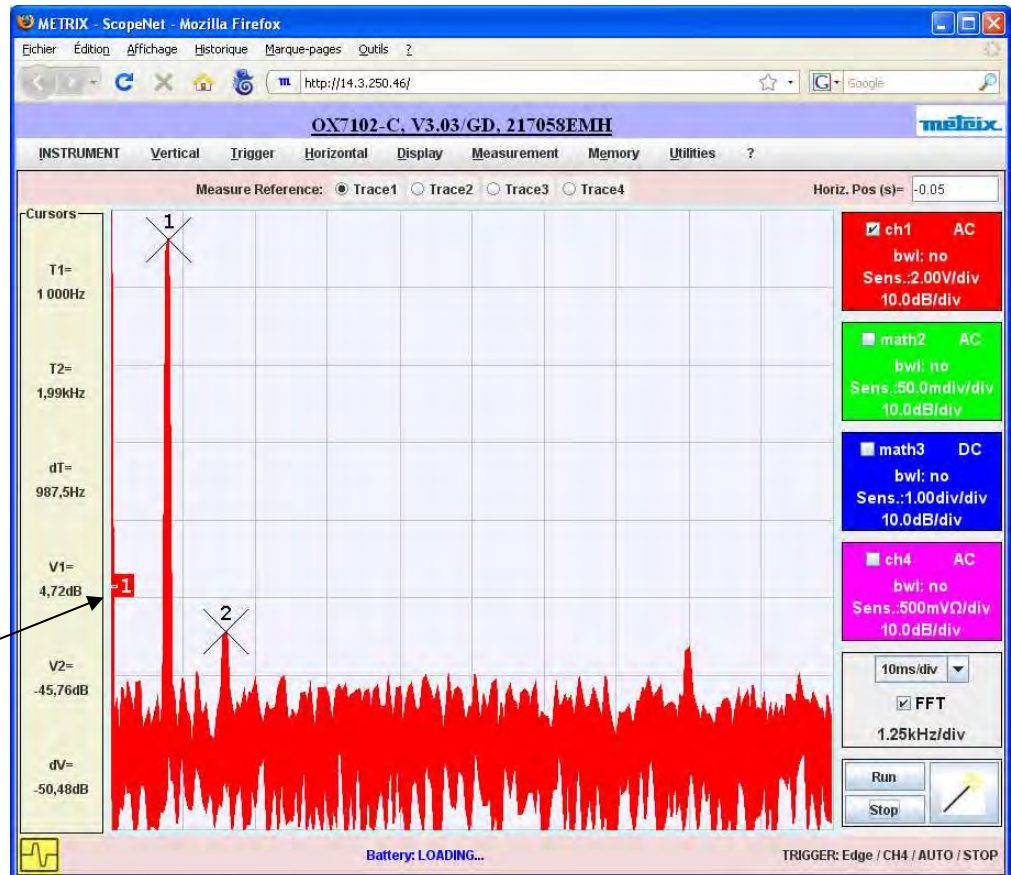 METRIX - ScopeNet - Mozilla Firefox
Fichier Édition Affichage Historique Marque-pages Outils ?
m http://14.3.250.46/ G Google
OX7102-C, V3.03/GD, 217058EMH
metrix
INSTRUMENT Vertical Trigger Horizontal Display Measurement Memory Utilities ?
Measure Reference: Trace1 Trace2 Trace3 Trace4 Horiz. Pos (s)= -0.05
Cursors
T1=
1 000Hz
T2=
1,99kHz
dT=
987,5Hz
V1=
4,72dB
V2=
-45,76dB
dV=
-50,48dB
1
-1
2
ch1 AC
bwl: no
Sens.:2.00V/div
10.0dB/div
math2 AC
bwl: no
Sens.:50.0mdiv/div
10.0dB/div
math3 DC
bwl: no
Sens.:1.00div/div
10.0dB/div
ch4 AC
bwl: no
Sens.:500mVΩ/div
10.0dB/div
10ms/div
FFT
1.25kHz/div
Run
Stop
Battery: LOADING...
TRIGGER: Edge / CH4 / AUTO / STOP